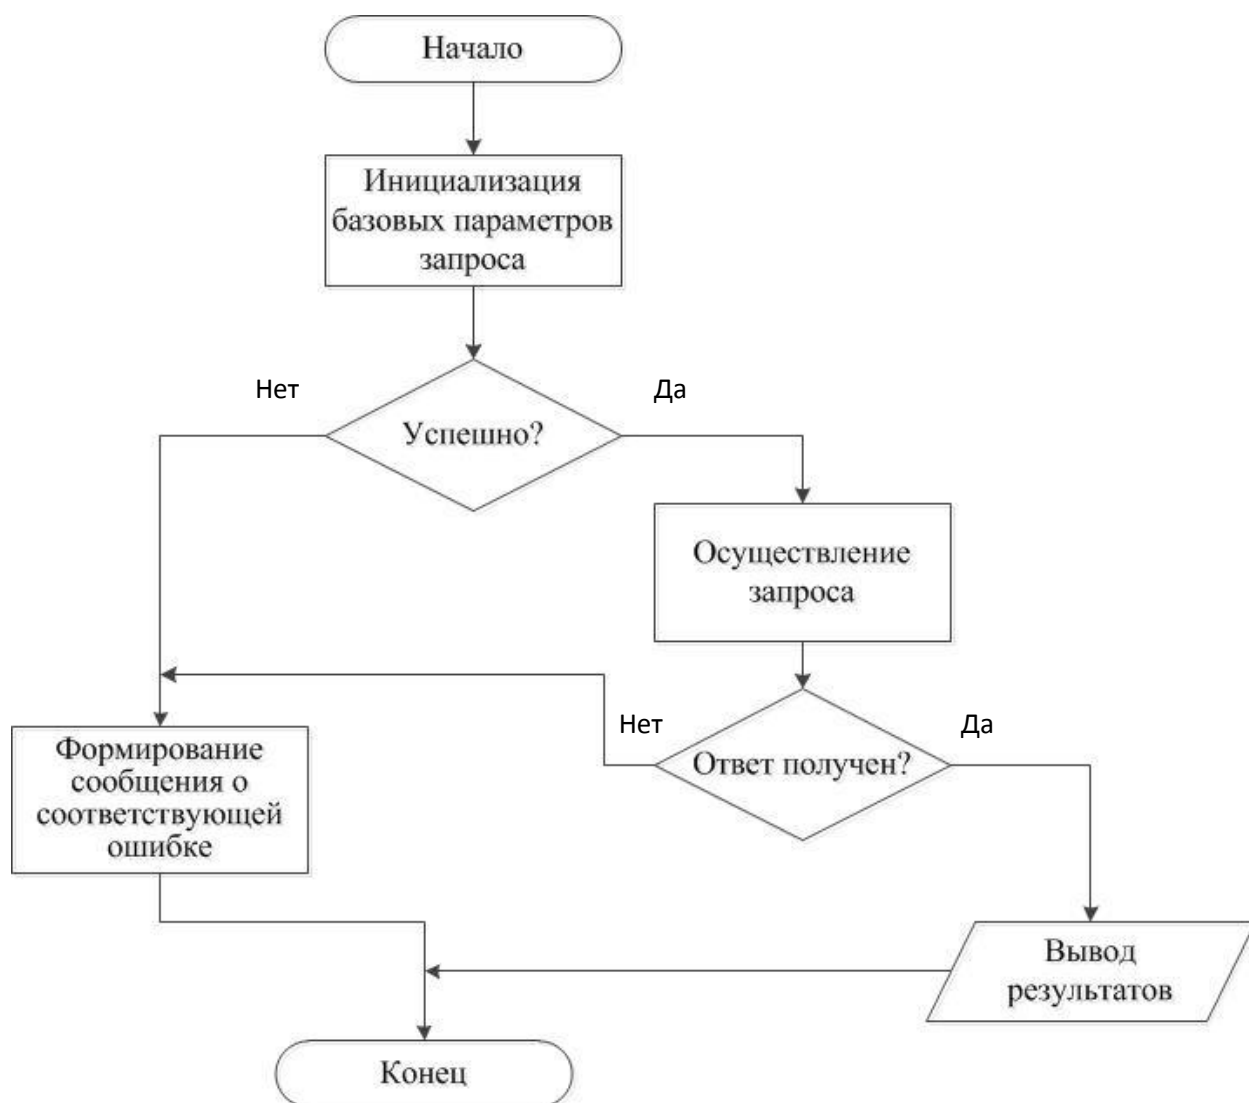 Начало
Инициализация
базовых параметров
запроса
Нет
Да
Успешно?
Осуществление
запроса
Нет
Да
Ответ получен?
Формирование
сообщения о
соответствующей
ошибке
Вывод
результатов
Конец